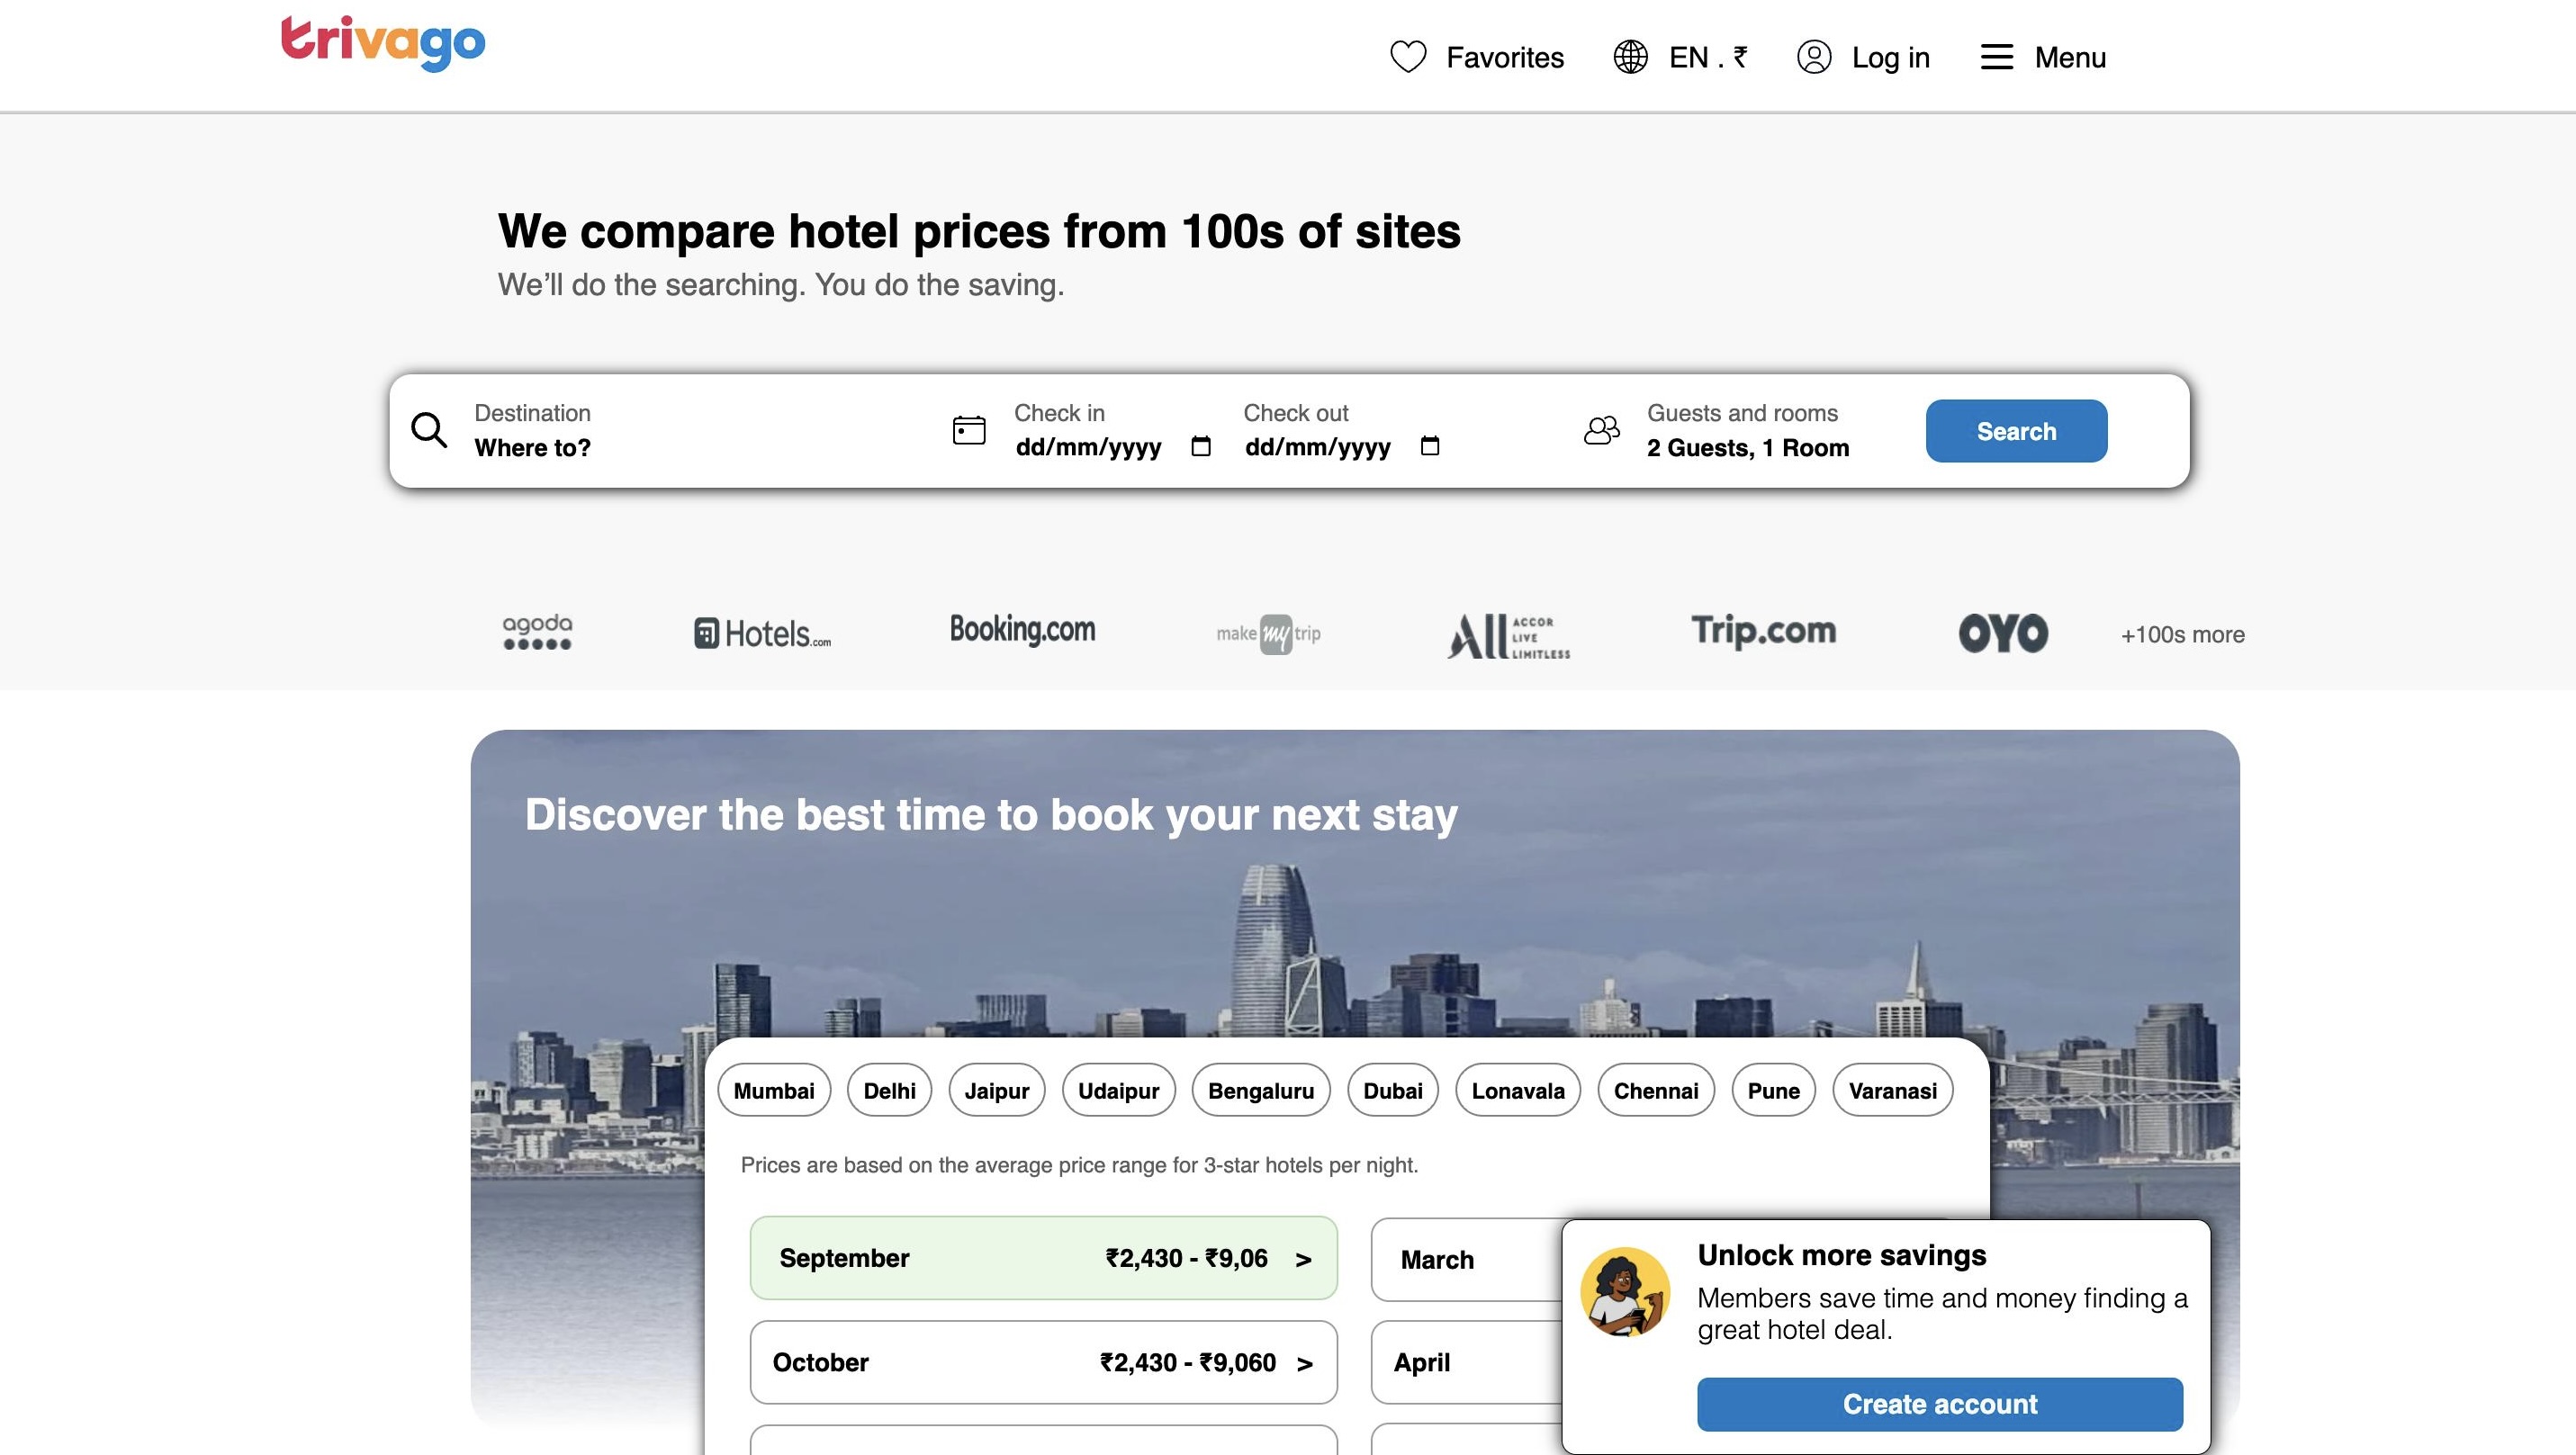 trivago
Favorites
EN . ₹
Log in
Menu
We compare hotel prices from 100s of sites
We’ll do the searching. You do the saving.
Destination
Where to?
Check in
dd/mm/yyyy
Check out
dd/mm/yyyy
Guests and rooms
2 Guests, 1 Room
Search
agoda
Hotels.com
Booking.com
make my trip
All ACCOR
LIVE
LIMITLESS
Trip.com
OYO
+100s more
Discover the best time to book your next stay
Mumbai
Delhi
Jaipur
Udaipur
Bengaluru
Dubai
Lonavala
Chennai
Pune
Varanasi
Prices are based on the average price range for 3-star hotels per night.
September ₹2,430 - ₹9,06 >
March
October ₹2,430 - ₹9,060 >
April
Unlock more savings
Members save time and money finding a
great hotel deal.
Create account